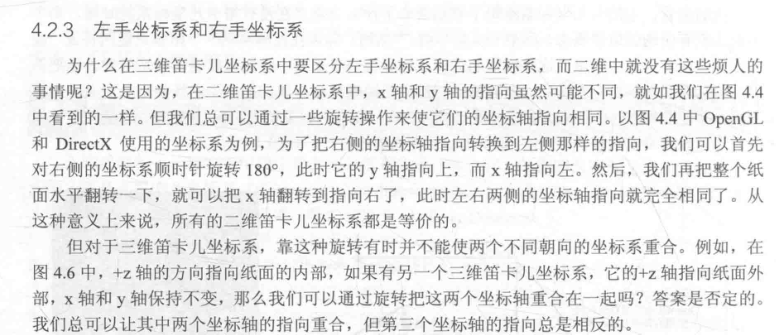 4.2.3 左手坐标系和右手坐标系
为什么在三维笛卡儿坐标系中要区分左手坐标系和右手坐标系，而二维中就没有这些烦人的
事情呢？这是因为，在二维笛卡儿坐标系中，x 轴和 y 轴的指向虽然可能不同，就如我们在图 4.4
中看到的一样。但我们总可以通过一些旋转操作来使它们的坐标轴指向相同。以图 4.4 中 OpenGL
和 DirectX 使用的坐标系为例，为了把右侧的坐标轴指向转换到左侧那样的指向，我们可以首先
对右侧的坐标系顺时针旋转 180°，此时它的 y 轴指向上，而 x 轴指向左。然后，我们再把整个纸
面水平翻转一下，就可以把 x 轴翻转到指向右了，此时左右两侧的坐标轴指向就完全相同了。从
这种意义上来说，所有的二维笛卡儿坐标系都是等价的。
但对于三维笛卡儿坐标系，靠这种旋转有时并不能使两个不同朝向的坐标系重合。例如，在
图 4.6 中，+z 轴的方向指向纸面的内部，如果有另一个三维笛卡儿坐标系，它的+z 轴指向纸面外
部，x 轴和 y 轴保持不变，那么我们可以通过旋转把这两个坐标轴重合在一起吗？答案是否定的。
我们总可以让其中两个坐标轴的指向重合，但第三个坐标轴的指向总是相反的。